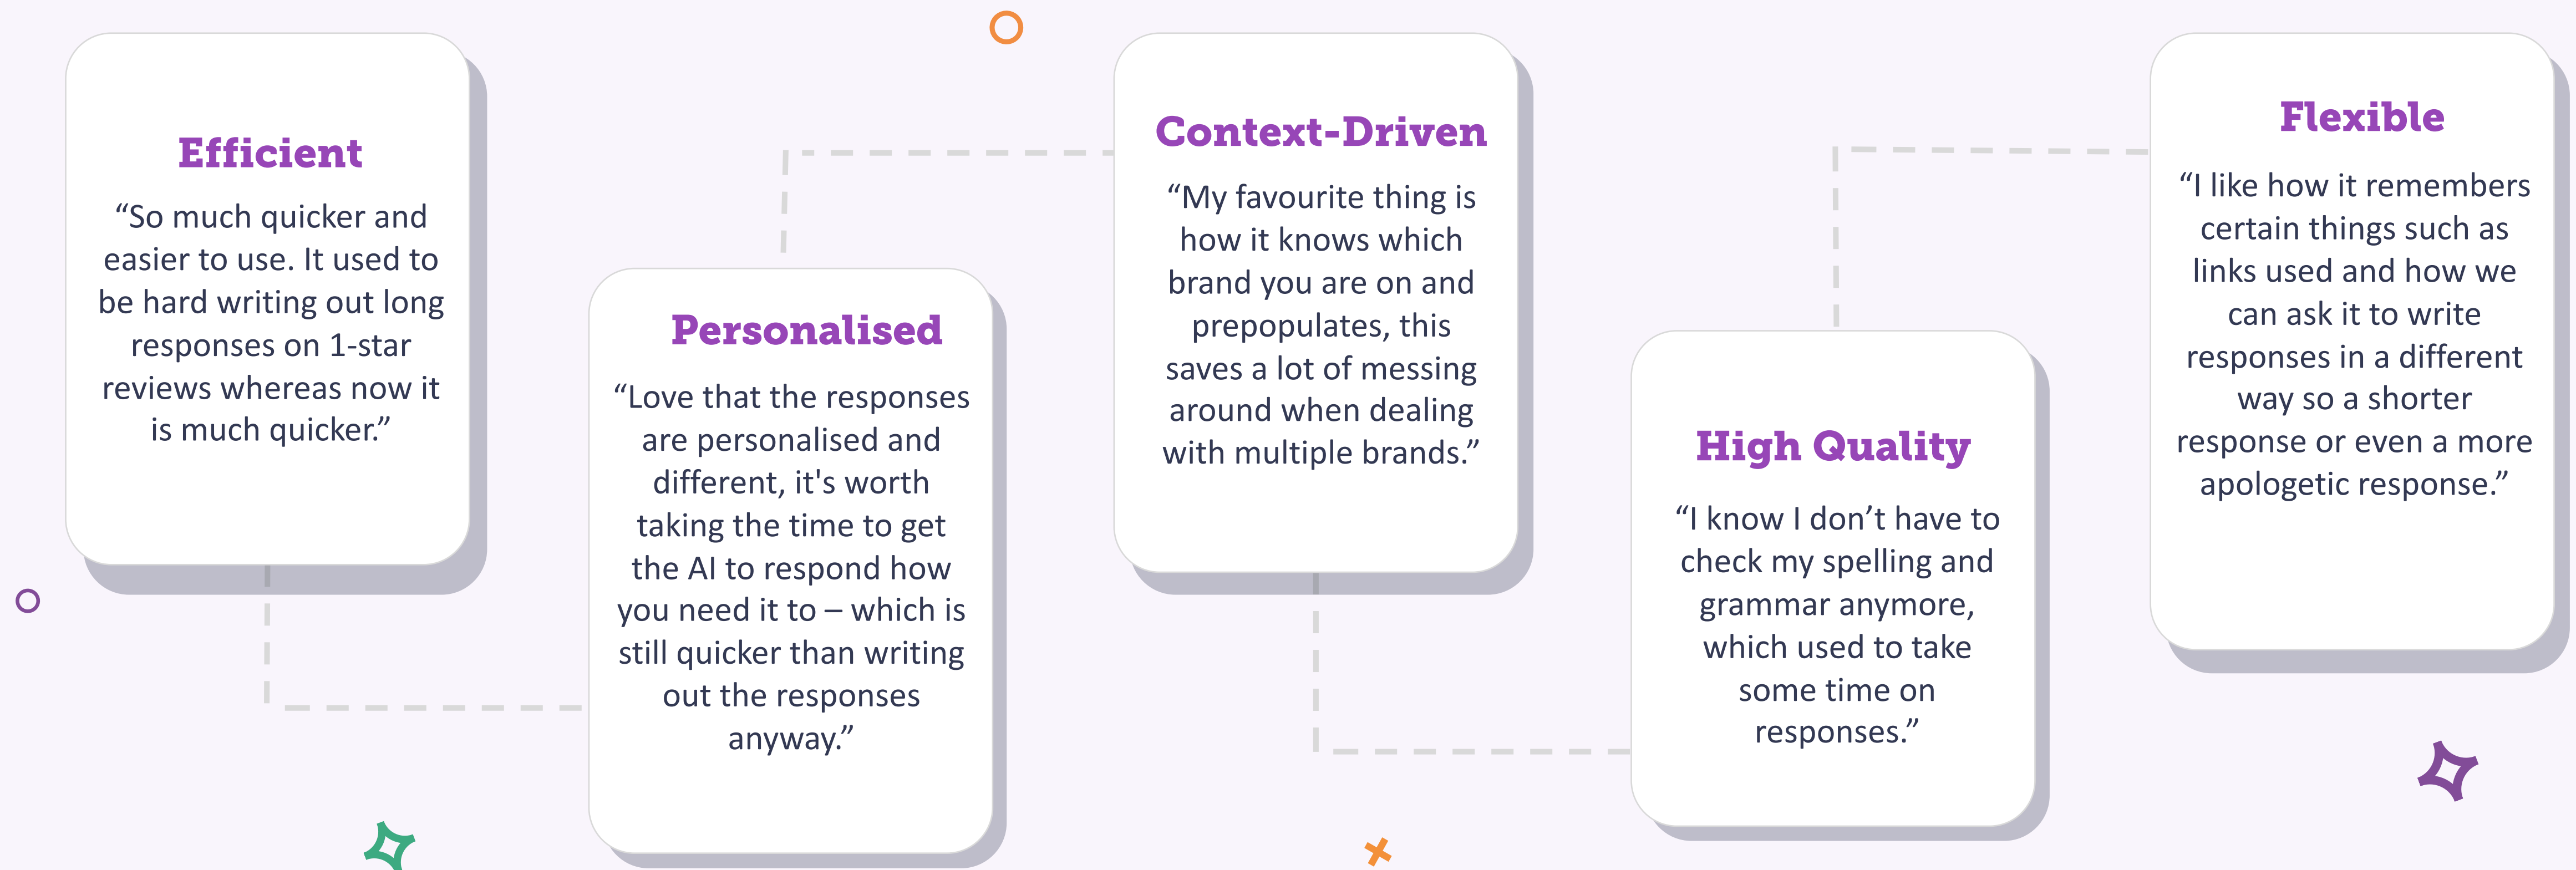 Efficient
“So much quicker and
easier to use. It used to
be hard writing out long
responses on 1-star
reviews whereas now it
is much quicker.”
Personalised
“Love that the responses
are personalised and
different, it's worth
taking the time to get
the AI to respond how
you need it to – which is
still quicker than writing
out the responses
anyway.”
Context-Driven
“My favourite thing is
how it knows which
brand you are on and
prepopulates, this
saves a lot of messing
around when dealing
with multiple brands.”
High Quality
“I know I don’t have to
check my spelling and
grammar anymore,
which used to take
some time on
responses.”
Flexible
“I like how it remembers
certain things such as
links used and how we
can ask it to write
responses in a different
way so a shorter
response or even a more
apologetic response.”